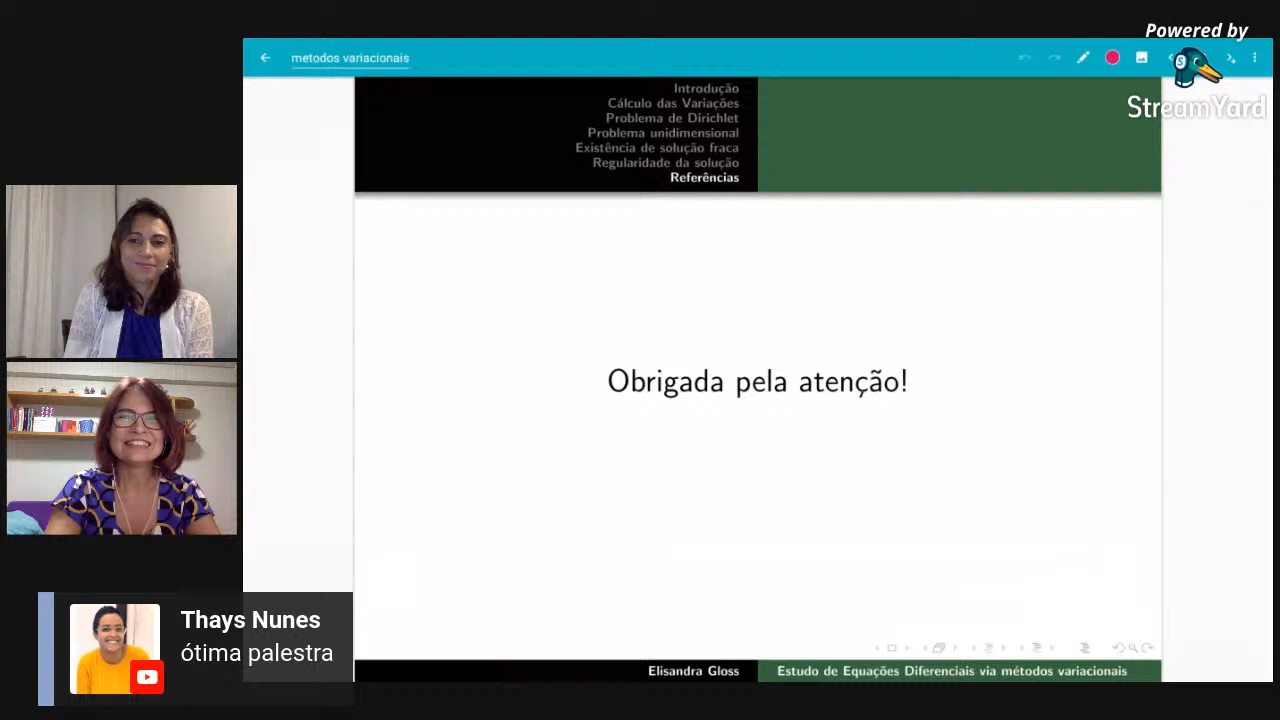 Powered by
StreamYard
metodos variacionais
Introdução
Cálculo das Variações
Problema de Dirichlet
Problema unidimensional
Existência de solução fraca
Regularidade da solução
Referências
Obrigada pela atenção!
Elisandra Gloss
Estudo de Equações Diferenciais via métodos variacionais
Thays Nunes
ótima palestra